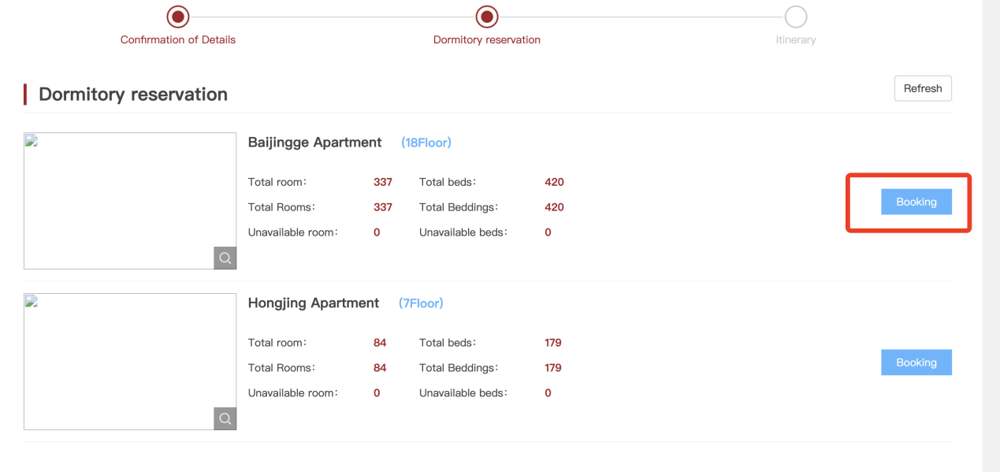 Confirmation of Details
Dormitory reservation
Itinerary
Dormitory reservation
Refresh
Baijingge Apartment (18Floor)
Total room: 337 Total beds: 420
Total Rooms: 337 Total Beddings: 420
Unavailable room: 0 Unavailable beds: 0
Booking
Hongjing Apartment (7Floor)
Total room: 84 Total beds: 179
Total Rooms: 84 Total Beddings: 179
Unavailable room: 0 Unavailable beds: 0
Booking